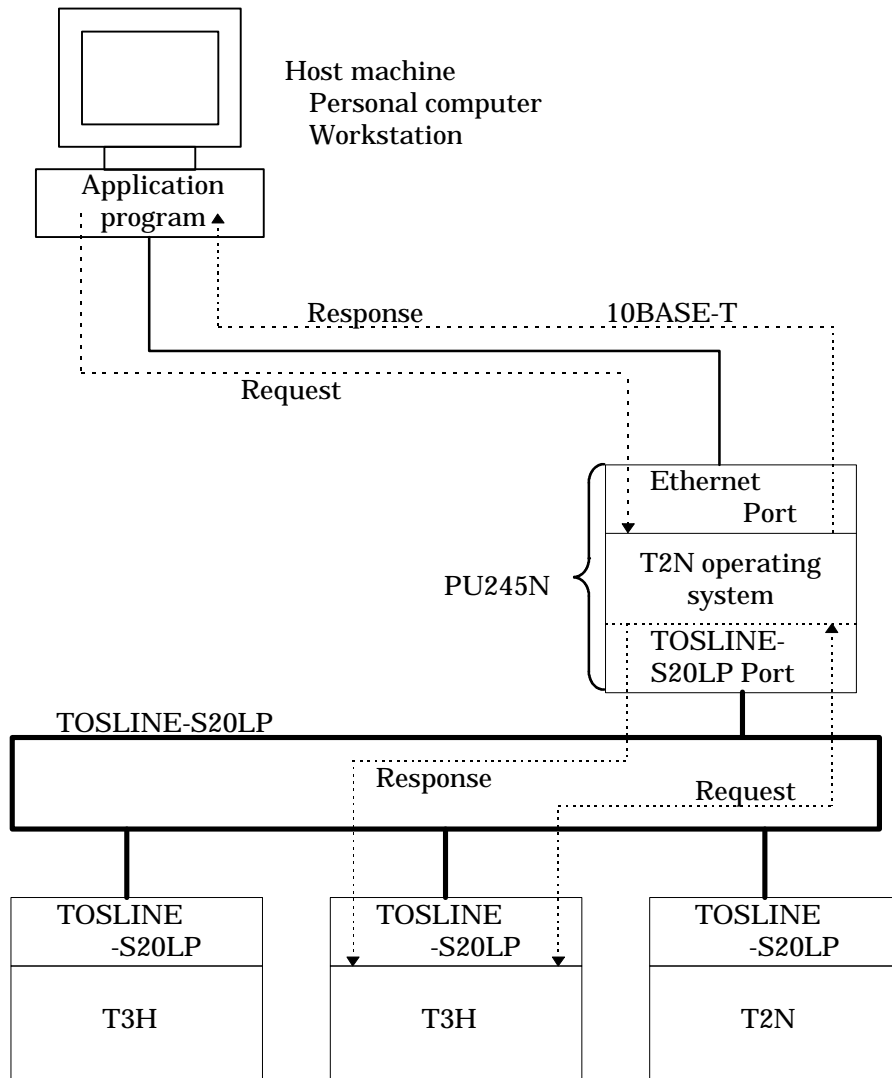 Host machine
Personal computer
Workstation
Application
program
Response
10BASE-T
Request
Ethernet
Port
PU245N
T2N operating
system
TOSLINE-
S20LP Port
TOSLINE-S20LP
Response
Request
TOSLINE
-S20LP
T3H
TOSLINE
-S20LP
T3H
TOSLINE
-S20LP
T2N